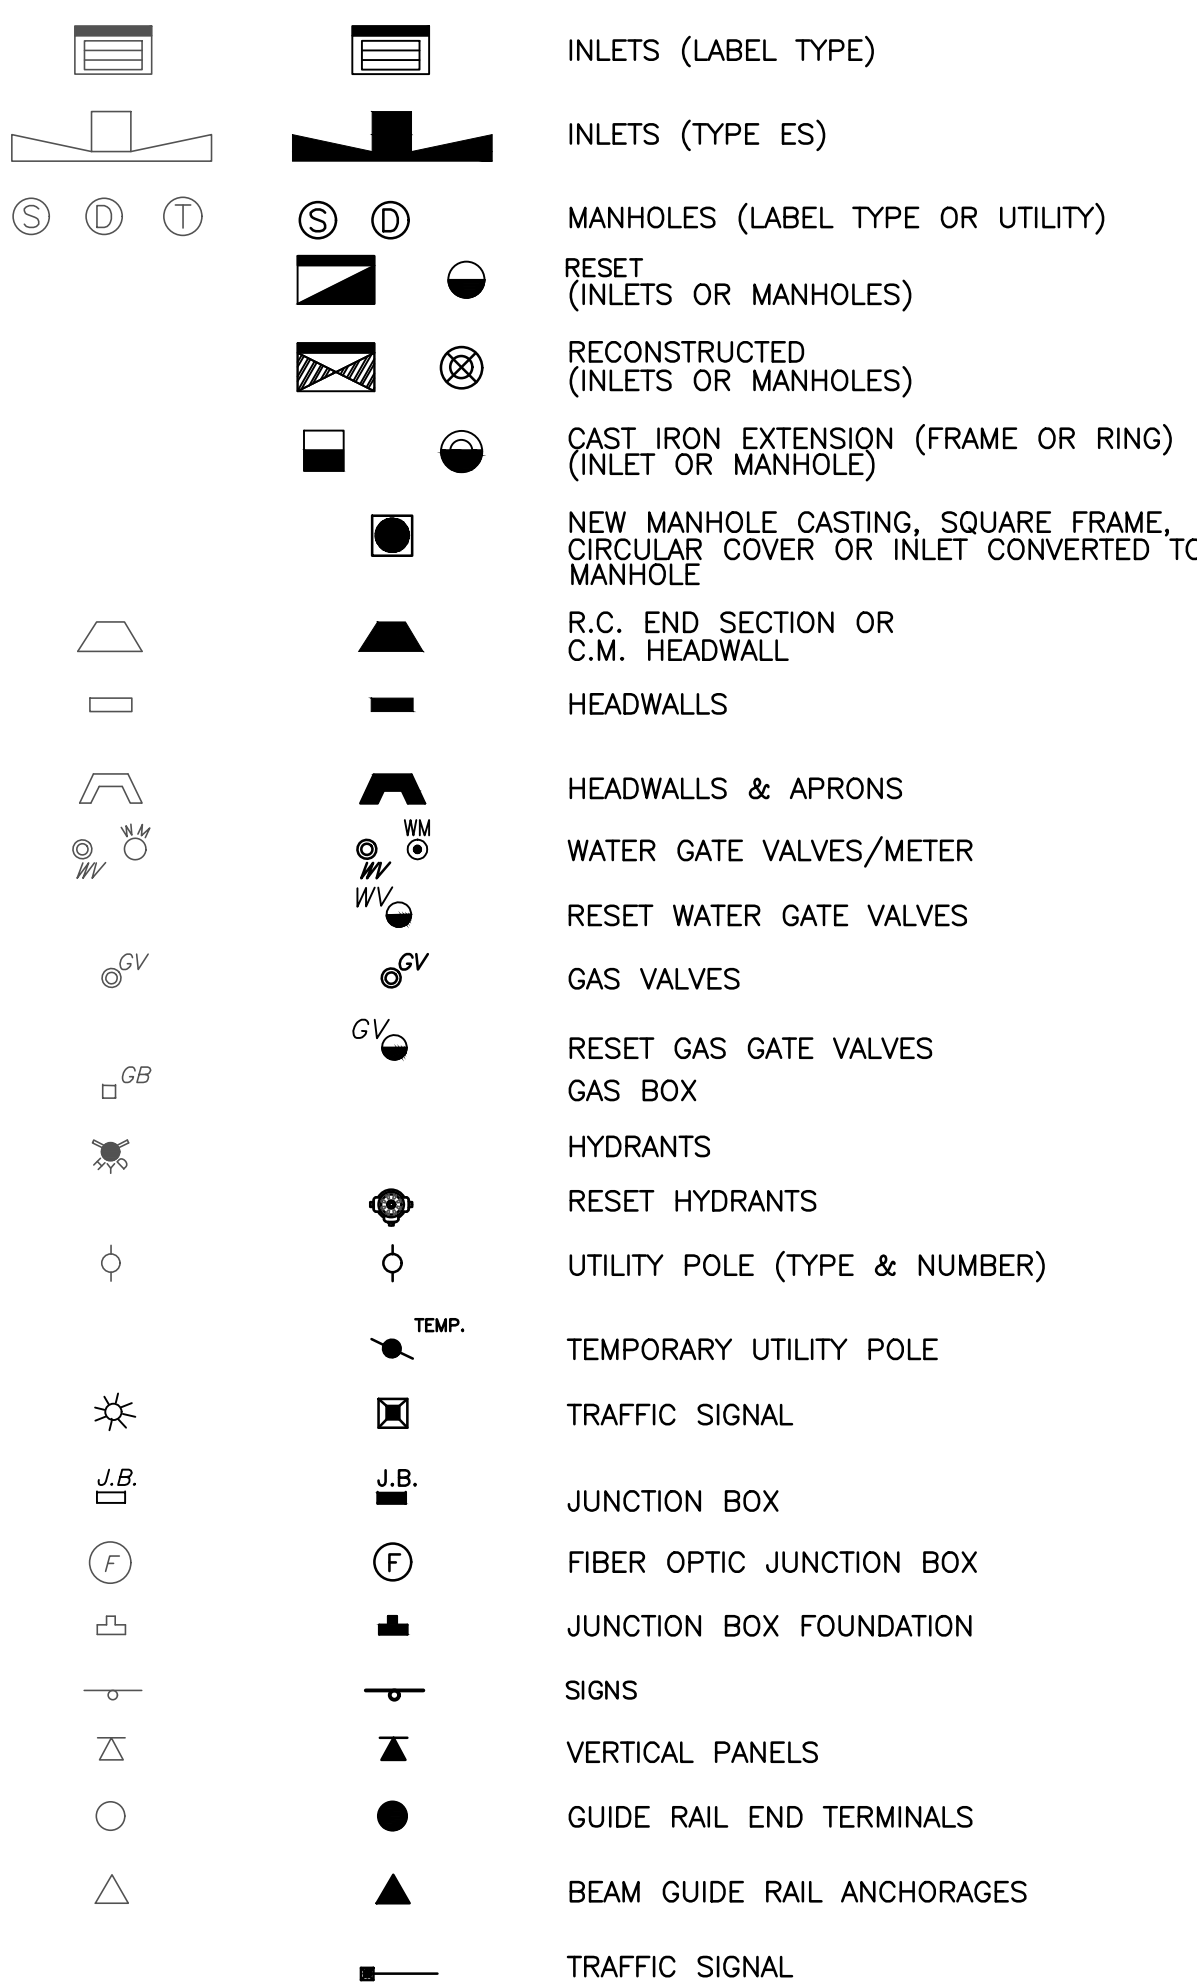 INLETS (LABEL TYPE)
INLETS (TYPE ES)
S D T S D MANHOLES (LABEL TYPE OR UTILITY)
RESET
(INLETS OR MANHOLES)
RECONSTRUCTED
(INLETS OR MANHOLES)
CAST IRON EXTENSION (FRAME OR RING)
(INLET OR MANHOLE)
NEW MANHOLE CASTING, SQUARE FRAME,
CIRCULAR COVER OR INLET CONVERTED TO
MANHOLE
R.C. END SECTION OR
C.M. HEADWALL
HEADWALLS
HEADWALLS & APRONS
WM WM
WATER GATE VALVES/METER
WV WV
WV
RESET WATER GATE VALVES
GV GV
GAS VALVES
GV
RESET GAS GATE VALVES
GB
GAS BOX
HYDRANTS
HYD
RESET HYDRANTS
UTILITY POLE (TYPE & NUMBER)
TEMP.
TEMPORARY UTILITY POLE
TRAFFIC SIGNAL
J.B. J.B.
JUNCTION BOX
F F FIBER OPTIC JUNCTION BOX
JUNCTION BOX FOUNDATION
SIGNS
VERTICAL PANELS
GUIDE RAIL END TERMINALS
BEAM GUIDE RAIL ANCHORAGES
TRAFFIC SIGNAL